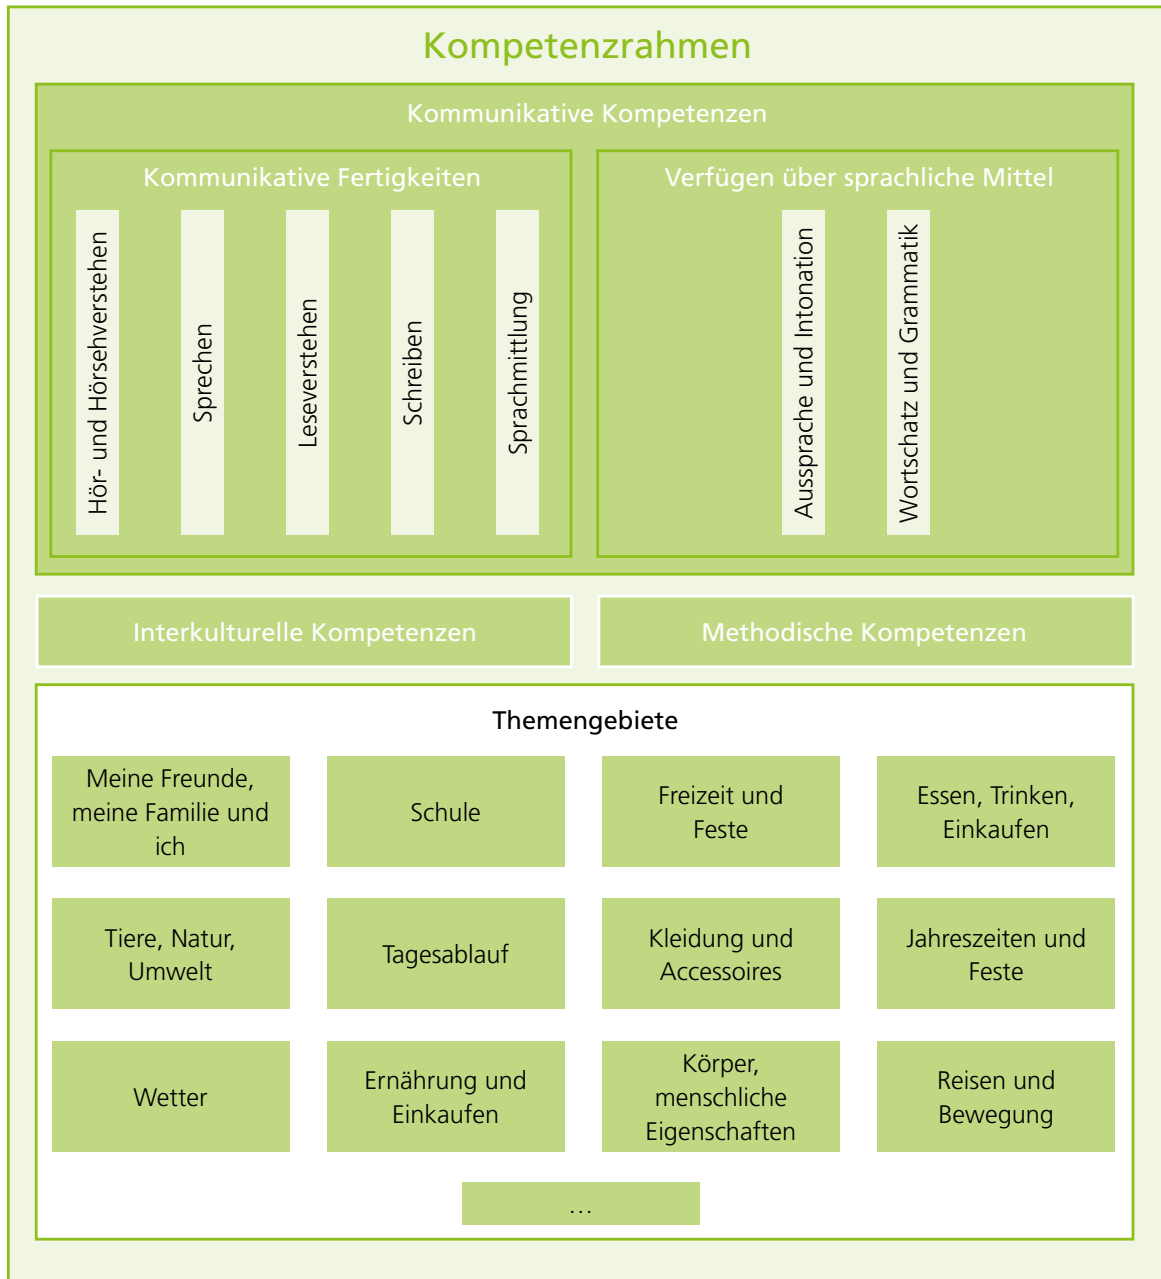 Kompetenzrahmen
Kommunikative Kompetenzen
Kommunikative Fertigkeiten
Hör- und Hörsehverstehen
Sprechen
Leseverstehen
Schreiben
Sprachmittlung
Verfügen über sprachliche Mittel
Aussprache und Intonation
Wortschatz und Grammatik
Interkulturelle Kompetenzen
Methodische Kompetenzen
Themengebiete
Meine Freunde,
meine Familie und
ich
Schule
Freizeit und
Feste
Essen, Trinken,
Einkaufen
Tiere, Natur,
Umwelt
Tagesablauf
Kleidung und
Accessoires
Jahreszeiten und
Feste
Wetter
Ernährung und
Einkaufen
Körper,
menschliche
Eigenschaften
Reisen und
Bewegung
…